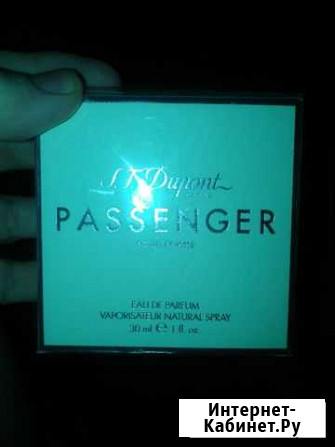 S.T. Dupont
PASSENGER
EAU DE PARFUM
VAPORISATEUR NATURAL SPRAY
30 ml ℮ 1 fl. oz.
Интернет-
Кабинет.Ру